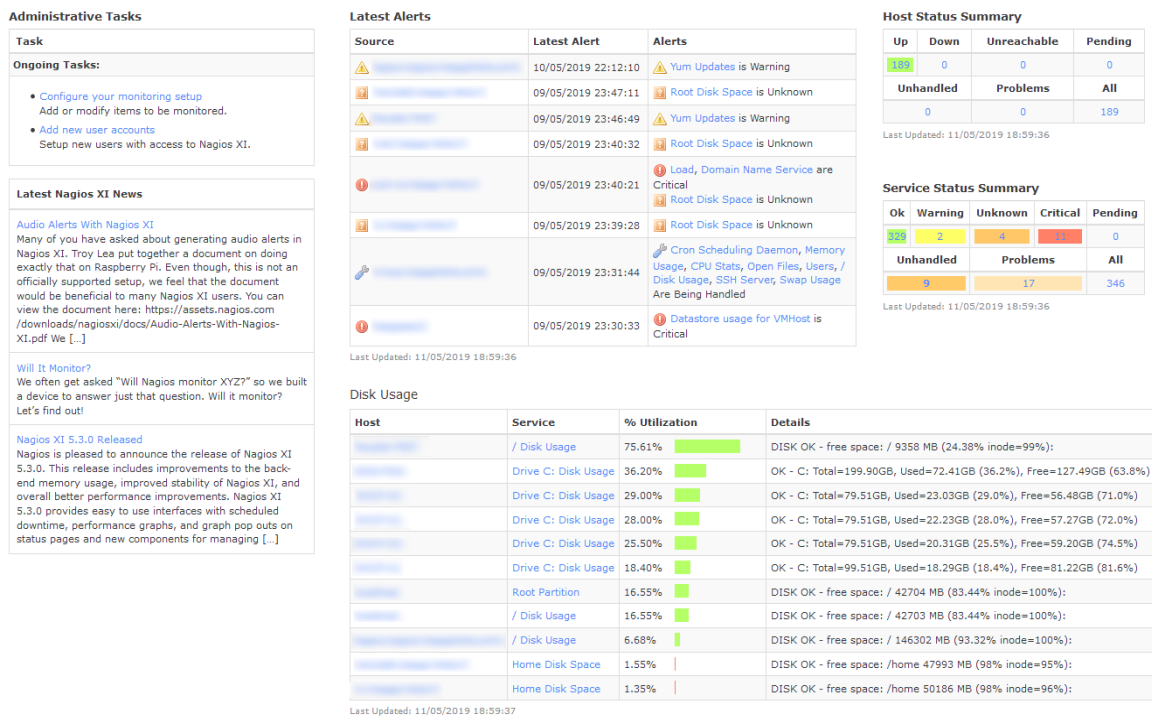 Administrative Tasks
Task
Ongoing Tasks:
Configure your monitoring setup
Add or modify items to be monitored.
Add new user accounts
Setup new users with access to Nagios XI.
Latest Nagios XI News
Audio Alerts With Nagios XI
Many of you have asked about generating audio alerts in
Nagios XI. Troy Lea put together a document on doing
exactly that on Raspberry Pi. Even though, this is not an
officially supported setup, we feel that the document
would be beneficial to many Nagios XI users. You can
view the document here: https://assets.nagios.com
/downloads/nagiosxi/docs/Audio-Alerts-With-Nagios-
XI.pdf We […]
Will It Monitor?
We often get asked “Will Nagios monitor XYZ?” so we built
a device to answer just that question. Will it monitor?
Let’s find out!
Nagios XI 5.3.0 Released
Nagios is pleased to announce the release of Nagios XI
5.3.0. This release includes improvements to the back-
end memory usage, improved stability of Nagios XI, and
overall better performance improvements. Nagios XI
5.3.0 provides easy to use interfaces with scheduled
downtime, performance graphs, and graph pop outs on
status pages and new components for managing […]
Latest Alerts
Source Latest Alert Alerts
10/05/2019 22:12:10 Yum Updates is Warning
09/05/2019 23:47:11 Root Disk Space is Unknown
09/05/2019 23:46:49 Yum Updates is Warning
09/05/2019 23:40:32 Root Disk Space is Unknown
09/05/2019 23:40:21 Load, Domain Name Service are
Critical
Root Disk Space is Unknown
09/05/2019 23:39:28 Root Disk Space is Unknown
09/05/2019 23:31:44 Cron Scheduling Daemon, Memory
Usage, CPU Stats, Open Files, Users, /
Disk Usage, SSH Server, Swap Usage
Are Being Handled
09/05/2019 23:30:33 Datastore usage for VMHost is
Critical
Last Updated: 11/05/2019 18:59:36
Disk Usage
Host Service % Utilization Details
/ Disk Usage 75.61% DISK OK - free space: / 9358 MB (24.38% inode=99%):
Drive C: Disk Usage 36.20% OK - C: Total=199.90GB, Used=72.41GB (36.2%), Free=127.49GB (63.8%)
Drive C: Disk Usage 29.00% OK - C: Total=79.51GB, Used=23.03GB (29.0%), Free=56.48GB (71.0%)
Drive C: Disk Usage 28.00% OK - C: Total=79.51GB, Used=22.23GB (28.0%), Free=57.27GB (72.0%)
Drive C: Disk Usage 25.50% OK - C: Total=79.51GB, Used=20.31GB (25.5%), Free=59.20GB (74.5%)
Drive C: Disk Usage 18.40% OK - C: Total=99.51GB, Used=18.29GB (18.4%), Free=81.22GB (81.6%)
Root Partition 16.55% DISK OK - free space: / 42704 MB (83.44% inode=100%):
/ Disk Usage 16.55% DISK OK - free space: / 42703 MB (83.44% inode=100%):
/ Disk Usage 6.68% DISK OK - free space: / 146302 MB (93.32% inode=100%):
Home Disk Space 1.55% DISK OK - free space: /home 47993 MB (98% inode=95%):
Home Disk Space 1.35% DISK OK - free space: /home 50186 MB (98% inode=96%):
Last Updated: 11/05/2019 18:59:37
Host Status Summary
Up Down Unreachable Pending
189 0 0 0
Unhandled Problems All
0 0 189
Last Updated: 11/05/2019 18:59:36
Service Status Summary
Ok Warning Unknown Critical Pending
329 2 4 11 0
Unhandled Problems All
9 17 346
Last Updated: 11/05/2019 18:59:36